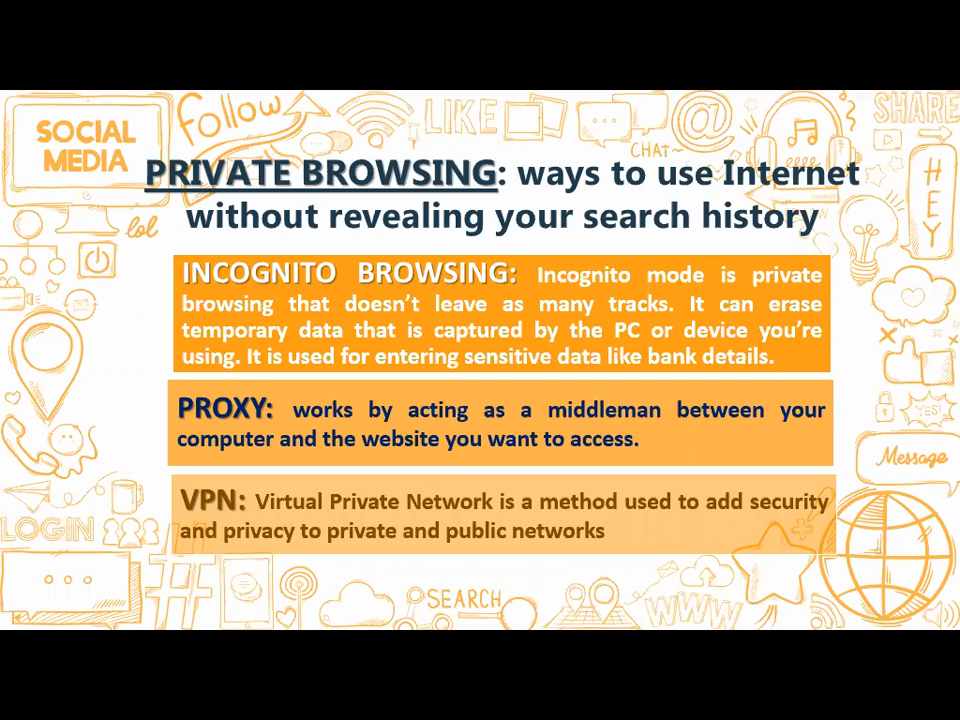 SOCIAL
MEDIA
follow
LIKE
CHAT~
@
SHARE
HEY
lol
PRIVATE BROWSING: ways to use Internet
without revealing your search history
INCOGNITO BROWSING: Incognito mode is private
browsing that doesn’t leave as many tracks. It can erase
temporary data that is captured by the PC or device you’re
using. It is used for entering sensitive data like bank details.
PROXY: works by acting as a middleman between your
computer and the website you want to access.
YES!
Message
VPN: Virtual Private Network is a method used to add security
and privacy to private and public networks
LOGIN
#
SEARCH
WWW